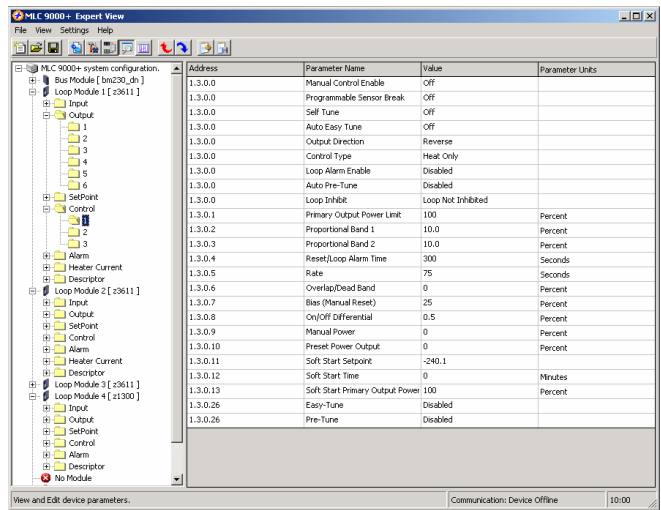 MLC 9000+ Expert View
File View Settings Help
MLC 9000+ system configuration.
Bus Module [ bm230_dn ]
Loop Module 1 [ z3611 ]
Input
Output
1
2
3
4
5
6
SetPoint
Control
1
2
3
Alarm
Heater Current
Descriptor
Loop Module 2 [ z3611 ]
Input
Output
SetPoint
Control
Alarm
Heater Current
Descriptor
Loop Module 3 [ z3611 ]
Loop Module 4 [ z1300 ]
Input
Output
SetPoint
Control
Alarm
Descriptor
No Module
Address Parameter Name Value Parameter Units
1.3.0.0 Manual Control Enable Off
1.3.0.0 Programmable Sensor Break Off
1.3.0.0 Self Tune Off
1.3.0.0 Auto Easy Tune Off
1.3.0.0 Output Direction Reverse
1.3.0.0 Control Type Heat Only
1.3.0.0 Loop Alarm Enable Disabled
1.3.0.0 Auto Pre-Tune Disabled
1.3.0.0 Loop Inhibit Loop Not Inhibited
1.3.0.1 Primary Output Power Limit 100 Percent
1.3.0.2 Proportional Band 1 10.0 Percent
1.3.0.3 Proportional Band 2 10.0 Percent
1.3.0.4 Reset/Loop Alarm Time 300 Seconds
1.3.0.5 Rate 75 Seconds
1.3.0.6 Overlap/Dead Band 0 Percent
1.3.0.7 Bias (Manual Reset) 25 Percent
1.3.0.8 On/Off Differential 0.5 Percent
1.3.0.9 Manual Power 0 Percent
1.3.0.10 Preset Power Output 0 Percent
1.3.0.11 Soft Start Setpoint -240.1
1.3.0.12 Soft Start Time 0 Minutes
1.3.0.13 Soft Start Primary Output Power 100 Percent
1.3.0.26 Easy-Tune Disabled
1.3.0.26 Pre-Tune Disabled
View and Edit device parameters. Communication: Device Offline 10:00